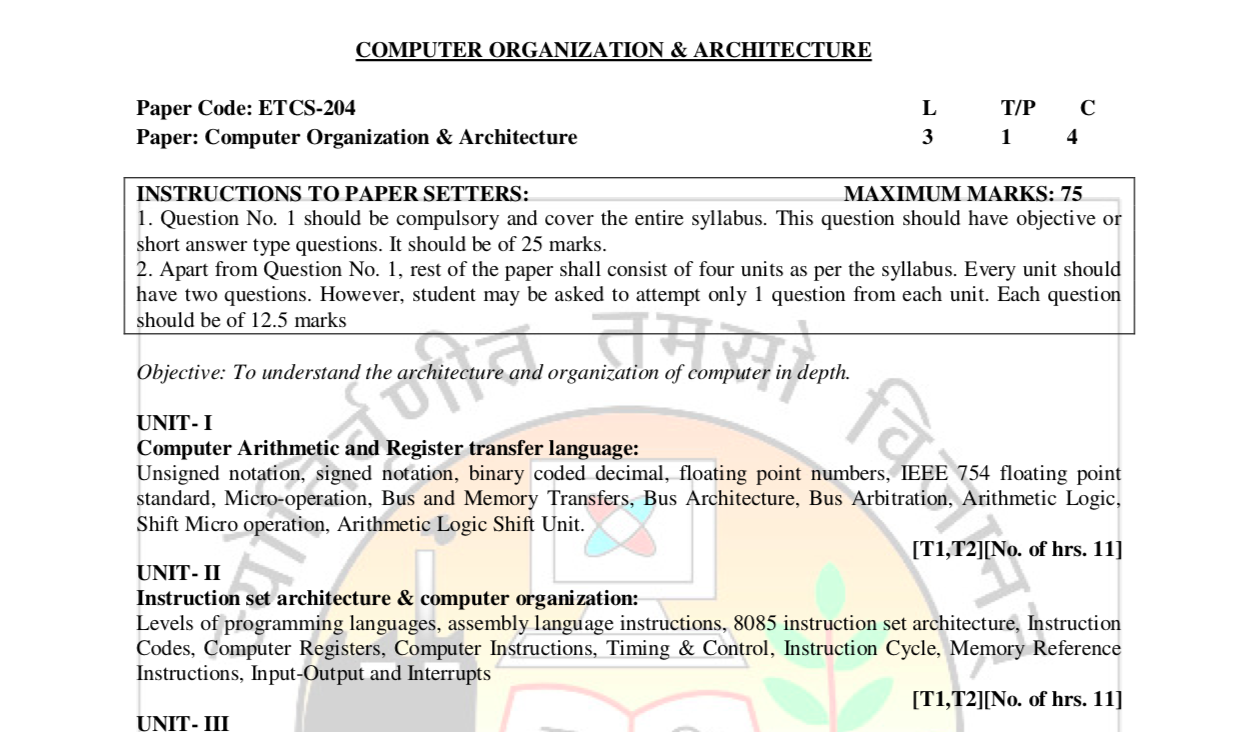 COMPUTER ORGANIZATION & ARCHITECTURE
Paper Code: ETCS-204 L T/P C
Paper: Computer Organization & Architecture 3 1 4
INSTRUCTIONS TO PAPER SETTERS: MAXIMUM MARKS: 75
1. Question No. 1 should be compulsory and cover the entire syllabus. This question should have objective or
short answer type questions. It should be of 25 marks.
2. Apart from Question No. 1, rest of the paper shall consist of four units as per the syllabus. Every unit should
have two questions. However, student may be asked to attempt only 1 question from each unit. Each question
should be of 12.5 marks
Objective: To understand the architecture and organization of computer in depth.
UNIT- I
Computer Arithmetic and Register transfer language:
Unsigned notation, signed notation, binary coded decimal, floating point numbers, IEEE 754 floating point
standard, Micro-operation, Bus and Memory Transfers, Bus Architecture, Bus Arbitration, Arithmetic Logic,
Shift Micro operation, Arithmetic Logic Shift Unit.
[T1,T2][No. of hrs. 11]
UNIT- II
Instruction set architecture & computer organization:
Levels of programming languages, assembly language instructions, 8085 instruction set architecture, Instruction
Codes, Computer Registers, Computer Instructions, Timing & Control, Instruction Cycle, Memory Reference
Instructions, Input-Output and Interrupts
[T1,T2][No. of hrs. 11]
UNIT- III
तमसो